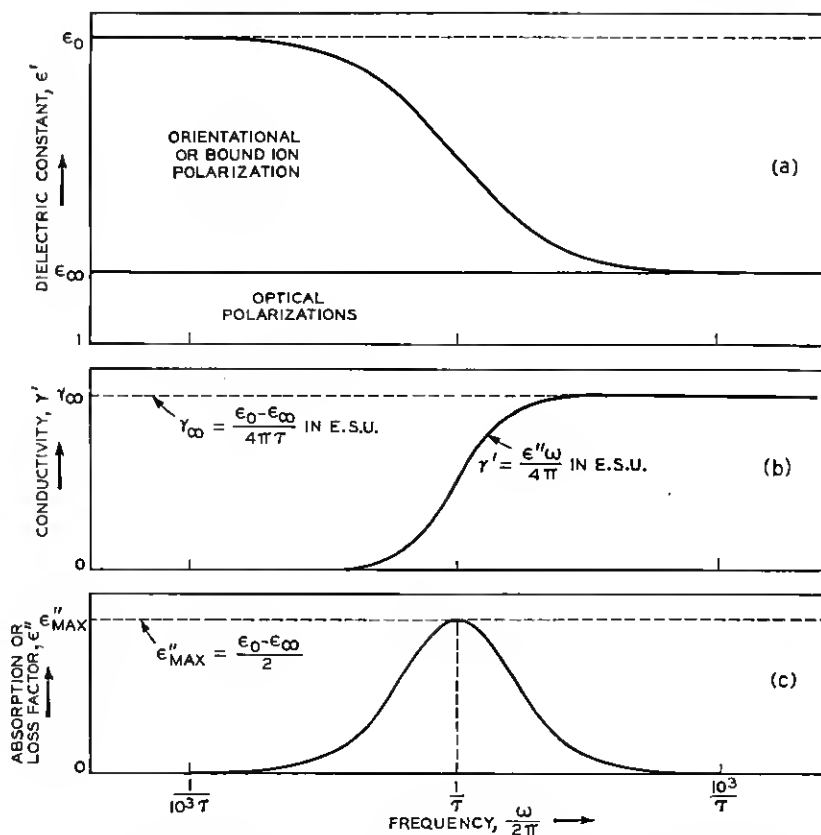 ε₀
DIELECTRIC CONSTANT, ε′
ORIENTATIONAL
OR BOUND ION
POLARIZATION
(a)
ε∞
OPTICAL
POLARIZATIONS
1
γ∞
γ∞ = ε₀-ε∞/4πτ IN E.S.U.
γ′ = ε″ω/4π IN E.S.U.
CONDUCTIVITY, γ′
(b)
0
ε″MAX
ε″MAX = ε₀-ε∞/2
ABSORPTION OR
LOSS FACTOR, ε″
(c)
0
1/10³τ
1/τ
10³/τ
FREQUENCY, ω/2π